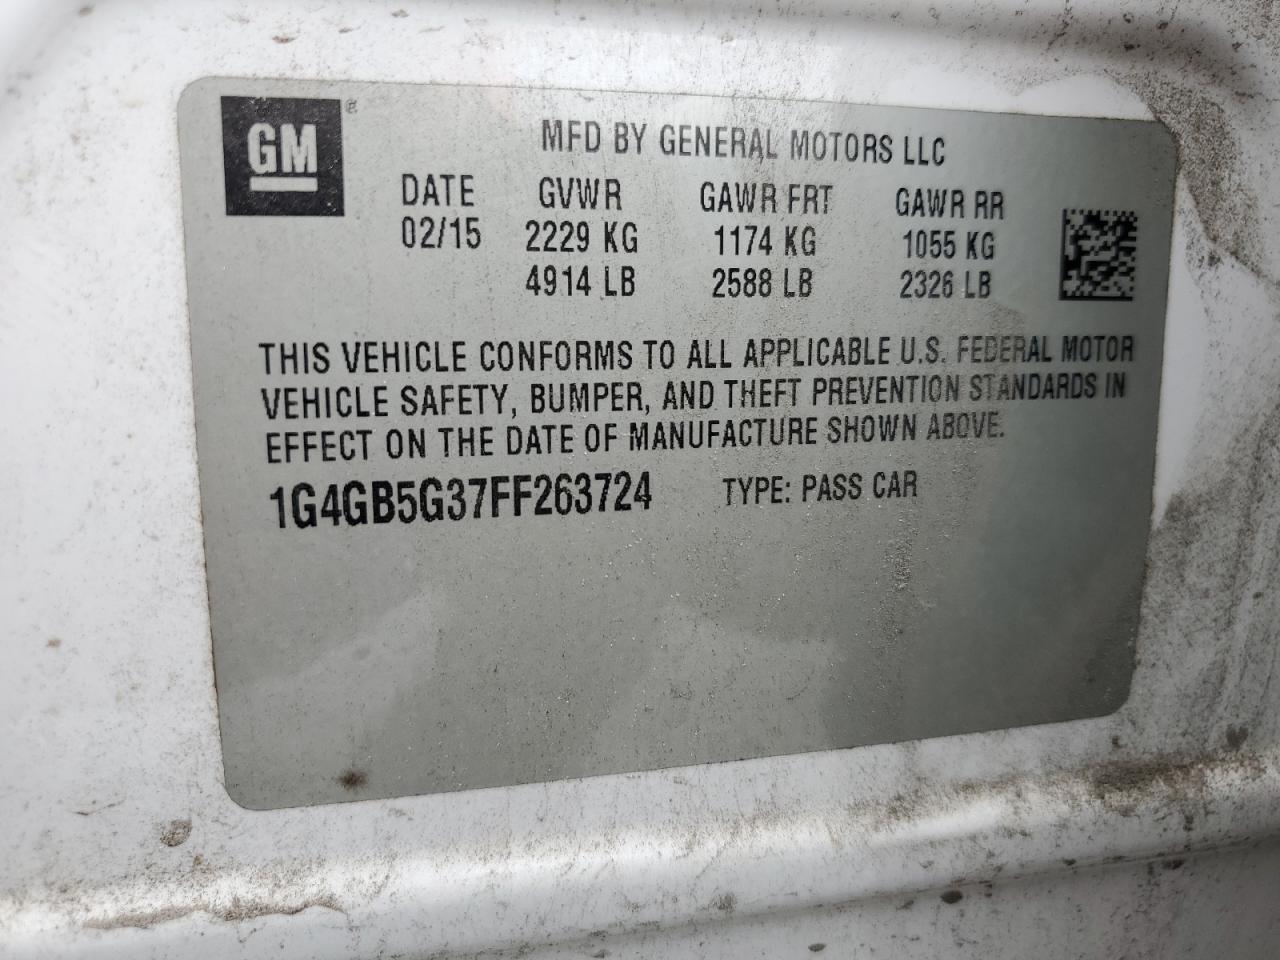 GM®
MFD BY GENERAL MOTORS LLC
DATE GVWR GAWR FRT GAWR RR
02/15 2229 KG 1174 KG 1055 KG
4914 LB 2588 LB 2326 LB
THIS VEHICLE CONFORMS TO ALL APPLICABLE U.S. FEDERAL MOTOR
VEHICLE SAFETY, BUMPER, AND THEFT PREVENTION STANDARDS IN
EFFECT ON THE DATE OF MANUFACTURE SHOWN ABOVE.
1G4GB5G37FF263724 TYPE: PASS CAR